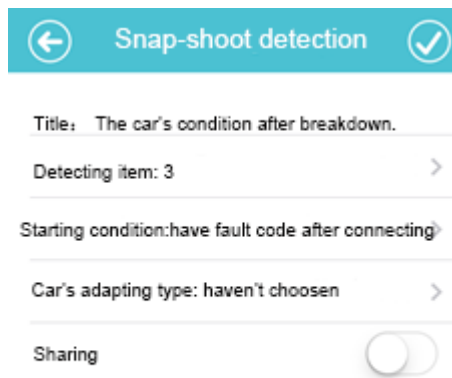 Snap-shoot detection
Title： The car's condition after breakdown.
Detecting item: 3
Starting condition:have fault code after connecting
Car's adapting type: haven't choosen
Sharing